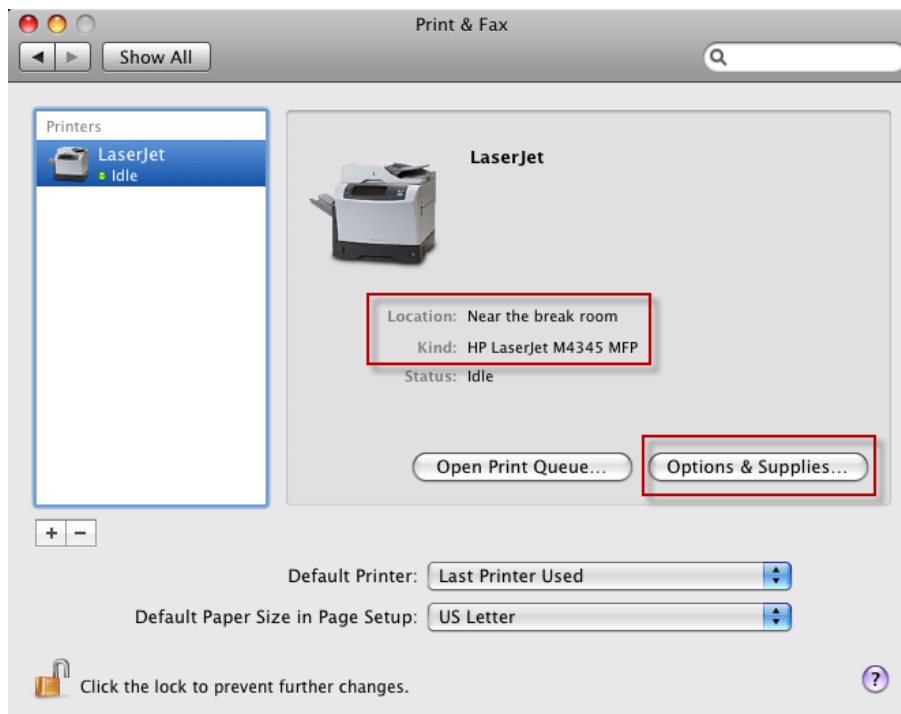 Print & Fax
Show All
Printers
LaserJet
Idle
LaserJet
Location: Near the break room
Kind: HP LaserJet M4345 MFP
Status: Idle
Open Print Queue... Options & Supplies...
+ −
Default Printer: Last Printer Used
Default Paper Size in Page Setup: US Letter
Click the lock to prevent further changes.
?